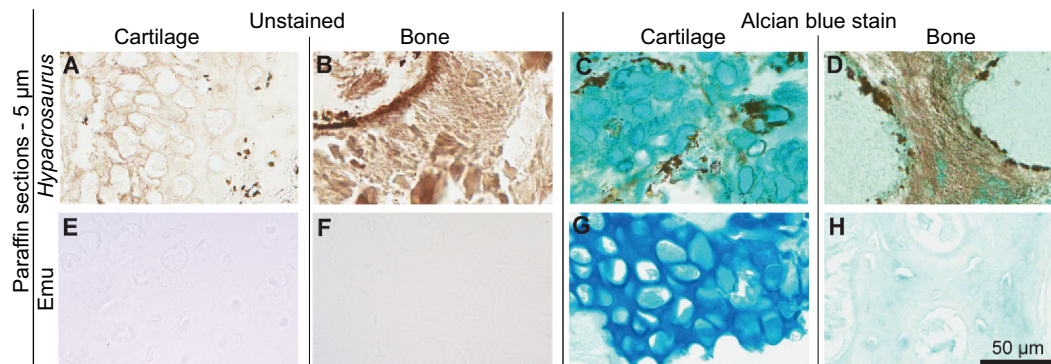 Unstained
Alcian blue stain
Cartilage
Bone
Cartilage
Bone
Paraffin sections - 5 µm
Hypacrosaurus
A
B
C
D
Emu
E
F
G
H
50 µm